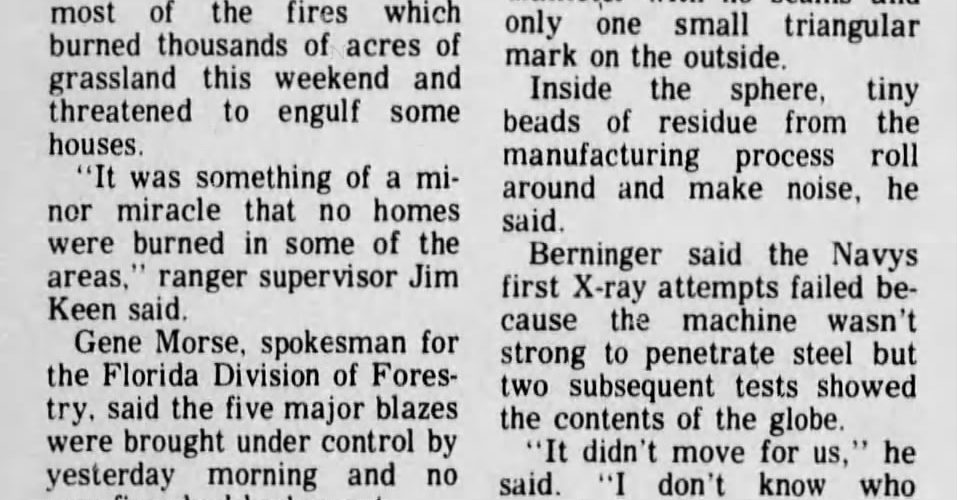 most of the fires which
burned thousands of acres of
grassland this weekend and
threatened to engulf some
houses.
"It was something of a mi-
nor miracle that no homes
were burned in some of the
areas," ranger supervisor Jim
Keen said.
Gene Morse, spokesman for
the Florida Division of Fores-
try, said the five major blazes
were brought under control by
yesterday morning and no
only one small triangular
mark on the outside.
Inside the sphere, tiny
beads of residue from the
manufacturing process roll
around and make noise, he
said.
Berninger said the Navys
first X-ray attempts failed be-
cause the machine wasn't
strong to penetrate steel but
two subsequent tests showed
the contents of the globe.
"It didn't move for us," he
said. "I don't know who